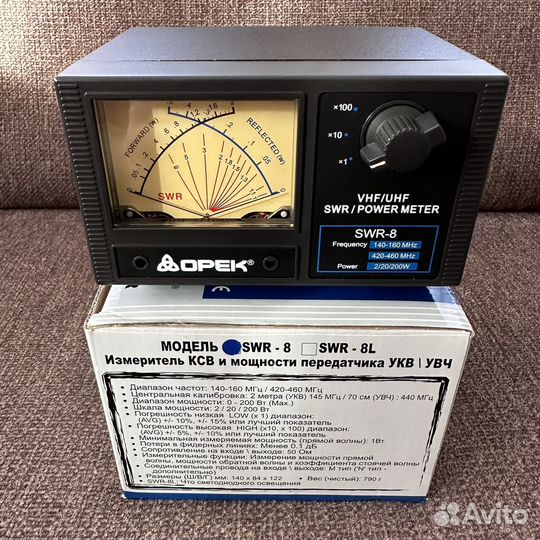 FORWARD (W)
REFLECTED (W)
SWR
×100
×10
×1
VHF/UHF
SWR / POWER METER
SWR-8
Frequency 140-160 MHz
420-460 MHz
Power 2/20/200W
OPEK®
МОДЕЛЬ SWR - 8 SWR - 8L
Измеритель КСВ и мощности передатчика УКВ \ УВЧ
Диапазон частот: 140-160 МГц / 420-460 МГц
Центральная калибровка: 2 метра (УКВ) 145 МГц / 70 см (УВЧ) : 440 МГц
Диапазон мощности: 0 - 200 Вт (Max.)
Шкала мощности: 2 / 20 / 200 Вт
Погрешность низкая LOW (x 1) диапазон:
(AVG) +/- 10%, +/- 15% или лучший показатель
Погрешность высокая HIGH (x10, x 100) диапазон:
(AVG) +/- 5%, +/- 10% или лучший показатель
Минимальная измеряемая мощность (прямой волны): 1Вт
Потери в фидерных линиях: Менее 0.1 дБ
Сопротивление на входе \ выходе: 50 Ом
Измерительные функции: Измерение мощности прямой
волны, мощности обратной волны и коэффициента стоячей волны
Соединительные провода на входе \ выходе: M тип ('N' тип -
дополнительно)
Размеры (Ш/В/Г) мм: 140 x 84 x 122 Вес (чистый): 790 г
SWR-8L: Что светодиодного освещения
Avito